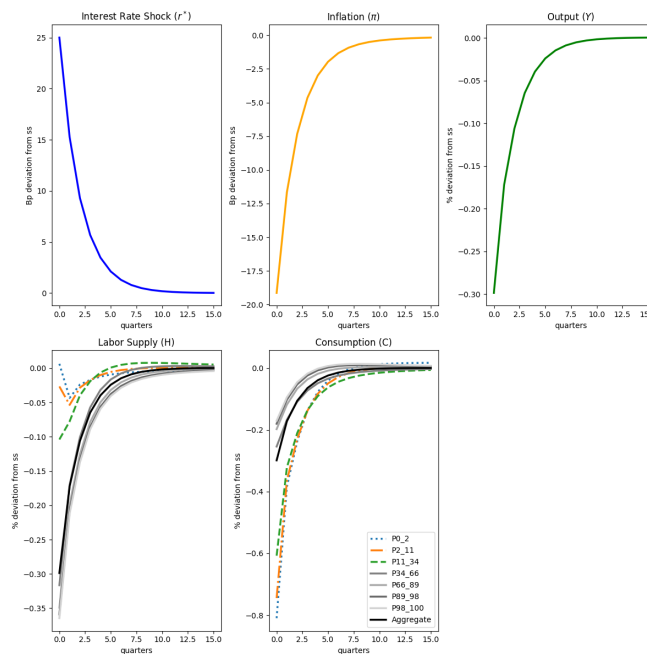 Interest Rate Shock (r*)
Inflation (π)
Output (Y)
Bp deviation from ss
25
20
15
10
5
0
0.0 2.5 5.0 7.5 10.0 12.5 15.0
quarters
Bp deviation from ss
0.0
−2.5
−5.0
−7.5
−10.0
−12.5
−15.0
−17.5
−20.0
0.0 2.5 5.0 7.5 10.0 12.5 15.0
quarters
% deviation from ss
0.00
−0.05
−0.10
−0.15
−0.20
−0.25
−0.30
0.0 2.5 5.0 7.5 10.0 12.5 15.0
quarters
Labor Supply (H)
Consumption (C)
% deviation from ss
0.00
−0.05
−0.10
−0.15
−0.20
−0.25
−0.30
−0.35
0.0 2.5 5.0 7.5 10.0 12.5 15.0
quarters
% deviation from ss
0.0
−0.2
−0.4
−0.6
−0.8
0.0 2.5 5.0 7.5 10.0 12.5 15.0
quarters
P0_2
P2_11
P11_34
P34_66
P66_89
P89_98
P98_100
Aggregate